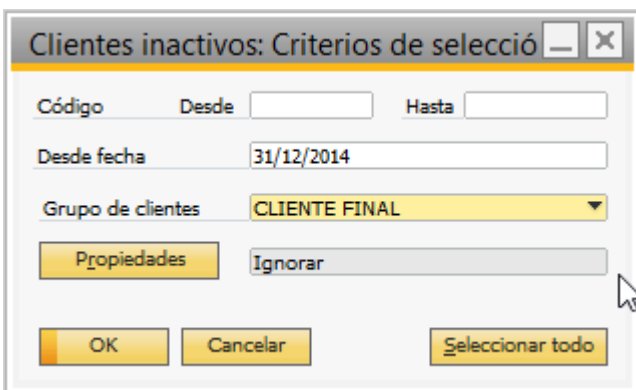 Clientes inactivos: Criterios de selecció
Código Desde Hasta
Desde fecha 31/12/2014
Grupo de clientes CLIENTE FINAL
Propiedades Ignorar
OK Cancelar Seleccionar todo